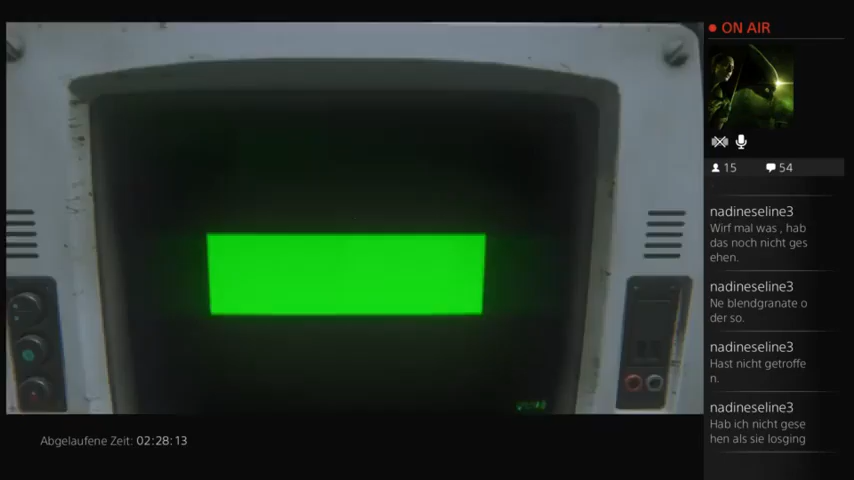 ON AIR
15 54
nadineseline3
Wirf mal was , hab
das noch nicht ges
ehen.
nadineseline3
Ne blendgranate o
der so.
nadineseline3
Hast nicht getroffe
n.
nadineseline3
Hab ich nicht gese
hen als sie losging
Abgelaufene Zeit: 02:28:13